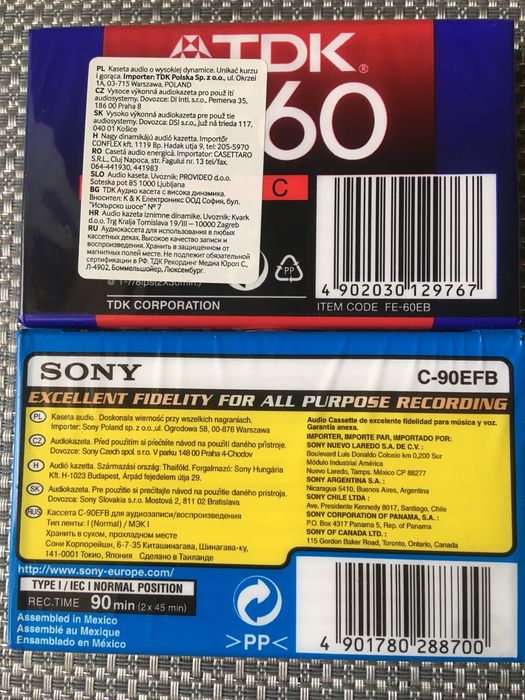 TDK®
60
C
PL Kaseta audio o wysokiej dynamice. Unikać kurzu
i gorąca. Importer: TDK Polska Sp. z o.o., ul. Okrzei
1A, 03-715 Warszawa, POLAND
CZ Vysoce výkonná audiokazeta pro použití
audiosystemy. Dovozce: DI Intl. s.r.o., Pernerova 35,
186 00 Praha 8
SK Vysoko výkonná audiokazeta pre použitie
audiosystémy. Dovozca: DSI s.r.o., Juž ná trieda 117,
040 01 Košice
H Nagy dinamikájú audió kazetta. Importőr
CONFLEX kft. 1119 Bp. Hadak útja 9, tel: 205-5970
RO Casetă audio energică. Importator: CASETTARO
S.R.L., Cluj Napoca, str. Fagului nr. 13 tel/fax.
064-441930, 441983
SLO Audio kaseta. Uvoznik: PROVIDED d.o.o.
Soteska pot 85 1000 Ljubljana
BG TDK Аудио касета с висока динамика.
Вносител: К & К Електроникс ООД София, бул.
"Искърско шосе" № 7
HR Audio kazeta iznimne dinamike. Uvoznik: Kvark
d.o.o. Trg Kralja Tomislava 19/III – 10000 Zagreb
RU Аудиокассета для использования в любых
кассетных деках. Высокое качество записи и
воспроизведения. Хранить в защищенном от
магнитных полей месте. Не подлежит обязательной
сертификации в РФ. ТДК Рекординг Медиа Юроп С.,
Л-4902, Боммельшойер, Люксембург.
PP
4 902030 129767
TDK CORPORATION
ITEM CODE FE-60EB
SONY
C-90EFB
EXCELLENT FIDELITY FOR ALL PURPOSE RECORDING
PL Kaseta audio. Doskonala wierność przy wszelkich nagraniach.
Importer: Sony Poland sp. z o.o.,ul. Ogrodowa 58, 00-876 Warszawa
CZ Audiokazeta. Před použitím si přečtěte návod na použití daného přístroje.
Dovozce: Sony Czech spol. s r.o. V parku 148 00 Praha 4-Chodov
H Audió kazetta. Származási ország: Thaiföld. Forgalmazó: Sony Hungária
Kft. H-1023 Budapest, Árpád fejedelem útja 29.
SK Audiokazeta. Pre použitie si prečítajte návod na použitie daného prístroja.
Dovozca: Sony Slovakia s r.o. Mostová 2, 811 02 Bratislava
RUS Кассета C-90EFB для аудиозаписи/воспроизведения
Тип ленты: I (Normal) / МЭК I
Хранить в сухом, прохладном месте
Сони Корпорейшн, 6-7-35 Киташинагава, Шинагава-ку,
141-0001 Токио, Япония Сделано в Таиланде
Audio Cassette de excelente fidelidad para música y voz.
Garantia anexa.
IMPORTER, IMPORTE PAR, IMPORTADO POR:
SONY NUEVO LAREDO S.A. DE C.V. :
Boulevard Luis Donaldo Colosio km 0,200 Sur
Módulo Industrial América
Nuevo Laredo, Tamps. México CP 88277
SONY ARGENTINA S.A. :
Nicaragua 5410, Buenos Aires, Argentina
SONY CHILE LTDA :
Ave. Presidente Kennedy 8017, Santiago, Chile
SONY CORPORATION OF PANAMA, S.A. :
P.O. Box 4317 Panama 5, Rep. of Panama
SONY OF CANADA LTD. :
115 Gordon Baker Road, Toronto, Ontario, Canada
http://www.sony-europe.com/
TYPE I / IEC I NORMAL POSITION
REC.TIME 90 min (2 x 45 min)
Assembled in Mexico
Assemblé au Mexique
Ensamblado en México
>PP<
4 901780 288700